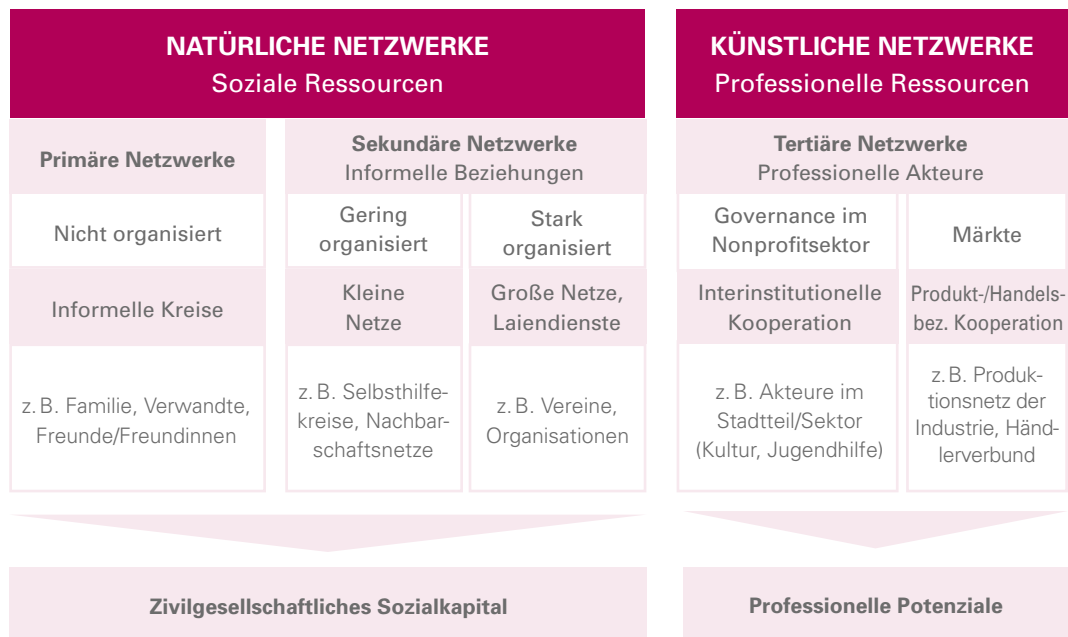 NATÜRLICHE NETZWERKE
Soziale Ressourcen
KÜNSTLICHE NETZWERKE
Professionelle Ressourcen
Primäre Netzwerke
Sekundäre Netzwerke
Informelle Beziehungen
Tertiäre Netzwerke
Professionelle Akteure
Nicht organisiert
Gering
organisiert
Stark
organisiert
Governance im
Nonprofitsektor
Märkte
Informelle Kreise
Kleine
Netze
Große Netze,
Laiendienste
Interinstitutionelle
Kooperation
Produkt-/Handels-
bez. Kooperation
z. B. Familie, Verwandte,
Freunde/Freundinnen
z. B. Selbsthilfe-
kreise, Nachbar-
schaftsnetze
z. B. Vereine,
Organisationen
z. B. Akteure im
Stadtteil/Sektor
(Kultur, Jugendhilfe)
z. B. Produk-
tionsnetz der
Industrie, Händ-
lerverbund
Zivilgesellschaftliches Sozialkapital
Professionelle Potenziale